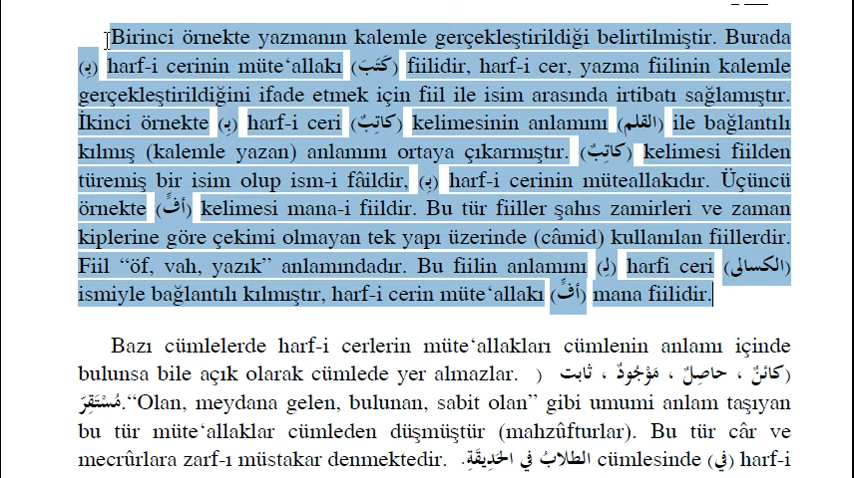 Birinci örnekte yazmanın kalemle gerçekleştirildiği belirtilmiştir. Burada
(بِـ) harf-i cerinin müte‘allakı (كَتَبَ) fiilidir, harf-i cer, yazma fiilinin kalemle
gerçekleştirildiğini ifade etmek için fiil ile isim arasında irtibatı sağlamıştır.
İkinci örnekte (بِـ) harf-i ceri (كاتِبٌ) kelimesinin anlamını (القلم) ile bağlantılı
kılmış (kalemle yazan) anlamını ortaya çıkarmıştır. (كاتِبٌ) kelimesi fiilden
türemiş bir isim olup ism-i fâildir, (بِـ) harf-i cerinin müteallakıdır. Üçüncü
örnekte (أفٍّ) kelimesi mana-i fiildir. Bu tür fiiller şahıs zamirleri ve zaman
kiplerine göre çekimi olmayan tek yapı üzerinde (câmid) kullanılan fiillerdir.
Fiil “öf, vah, yazık” anlamındadır. Bu fiilin anlamını (لِـ) harfi ceri (الكسالى)
ismiyle bağlantılı kılmıştır, harf-i cerin müte‘allakı (أفٍّ) mana fiilidir.
Bazı cümlelerde harf-i cerlerin müte‘allakları cümlenin anlamı içinde
bulunsa bile açık olarak cümlede yer almazlar. (كائنٌ ، حاصِلٌ ، مَوْجُودٌ ، ثابت )
مُسْتَقِرّ.“Olan, meydana gelen, bulunan, sabit olan” gibi umumi anlam taşıyan
bu tür müte‘allaklar cümleden düşmüştür (mahzûfturlar). Bu tür câr ve
mecrûrlara zarf-ı müstakar denmektedir. الطلابُ في الحَدِيقَةِ. cümlesinde (في) harf-i